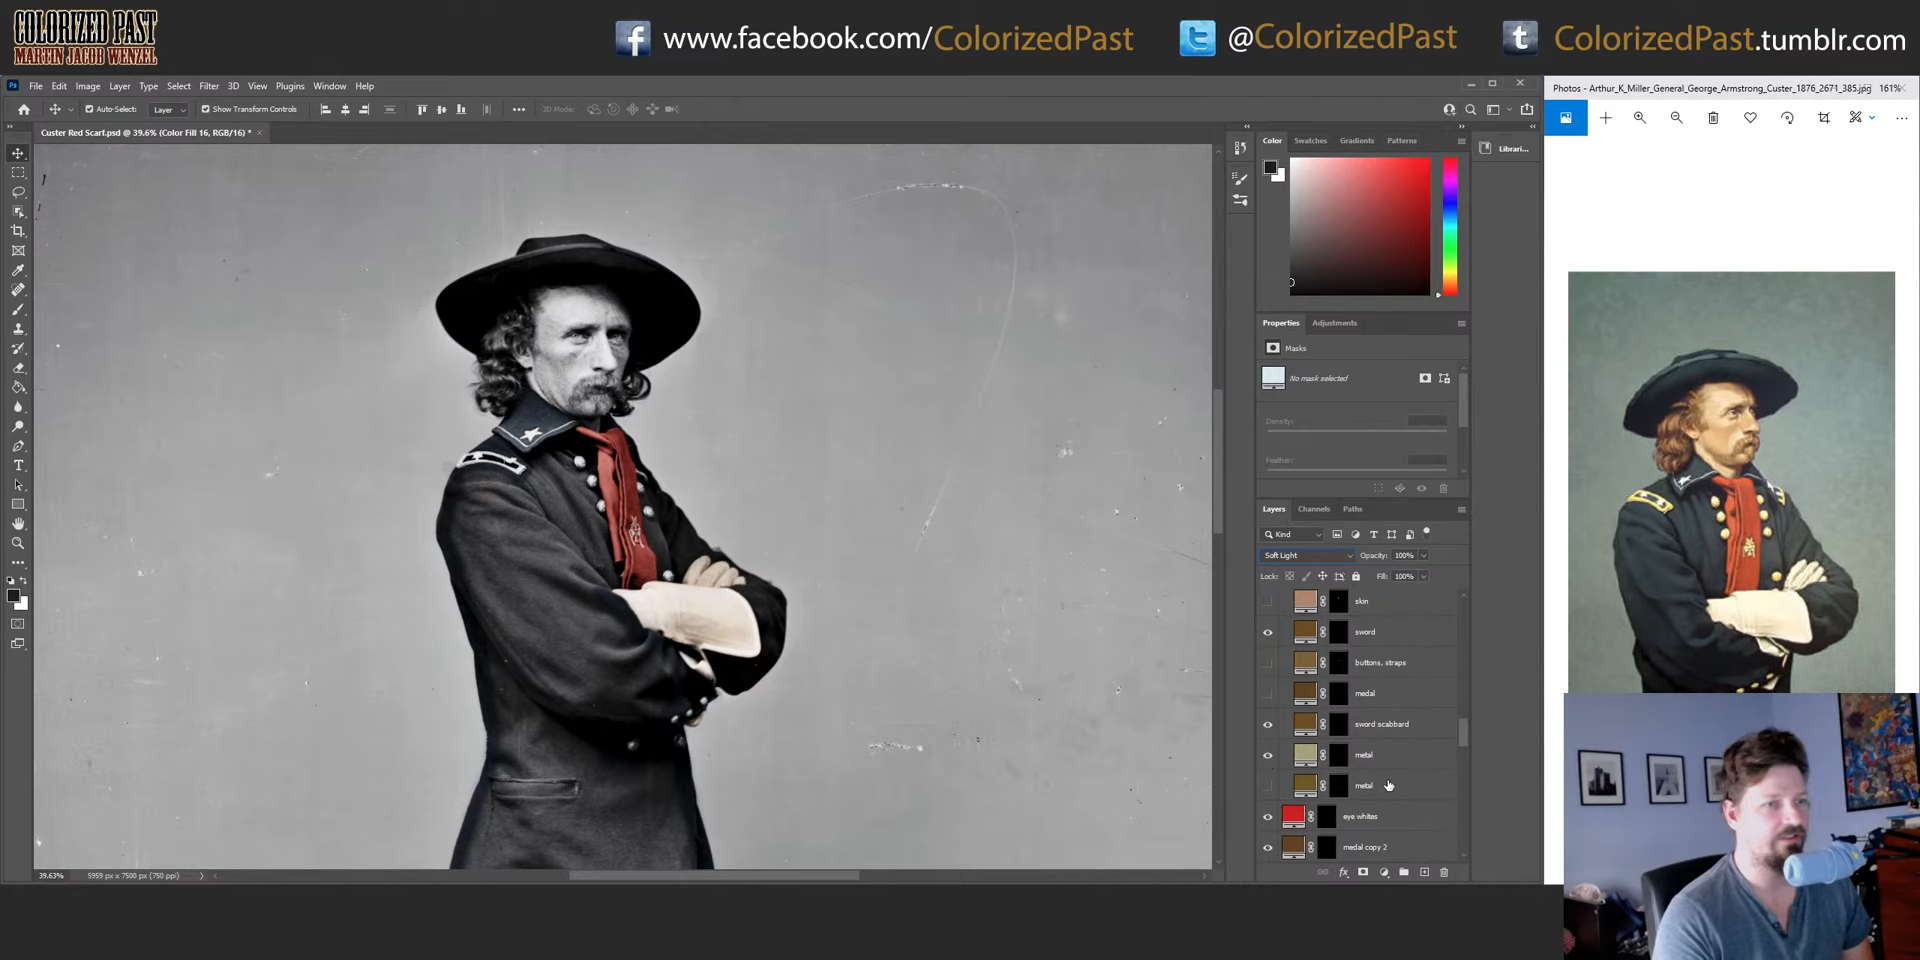 COLORIZED PAST
MARTIN JACOB WENZEL
www.facebook.com/ColorizedPast
@ColorizedPast
ColorizedPast.tumblr.com
Ps File Edit Image Layer Type Select Filter 3D View Plugins Window Help
Auto-Select: Layer Show Transform Controls 3D Mode:
Custer Red Scarf.psd @ 39.6% (Color Fill 16, RGB/16) *
Photos - Arthur_K_Miller_General_George_Armstrong_Custer_1876_2671_385.jpg 161%
Color Swatches Gradients Patterns
Librari...
Properties Adjustments
Masks
No mask selected
Density:
Feather:
Layers Channels Paths
Kind
Soft Light Opacity: 100%
Lock: Fill: 100%
skin
sword
buttons, straps
medal
sword scabbard
metal
metal
eye whites
medal copy 2
39.63% 5959 px x 7500 px (750 ppi)